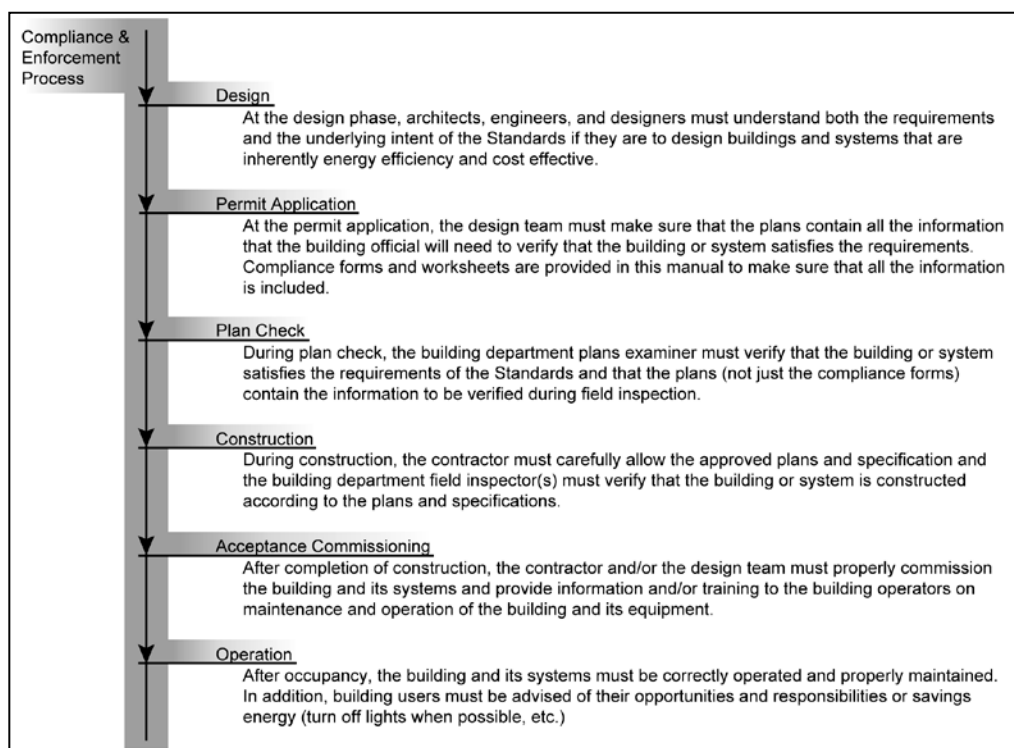 Compliance &
Enforcement
Process
Design
At the design phase, architects, engineers, and designers must understand both the requirements
and the underlying intent of the Standards if they are to design buildings and systems that are
inherently energy efficiency and cost effective.
Permit Application
At the permit application, the design team must make sure that the plans contain all the information
that the building official will need to verify that the building or system satisfies the requirements.
Compliance forms and worksheets are provided in this manual to make sure that all the information
is included.
Plan Check
During plan check, the building department plans examiner must verify that the building or system
satisfies the requirements of the Standards and that the plans (not just the compliance forms)
contain the information to be verified during field inspection.
Construction
During construction, the contractor must carefully allow the approved plans and specification and
the building department field inspector(s) must verify that the building or system is constructed
according to the plans and specifications.
Acceptance Commissioning
After completion of construction, the contractor and/or the design team must properly commission
the building and its systems and provide information and/or training to the building operators on
maintenance and operation of the building and its equipment.
Operation
After occupancy, the building and its systems must be correctly operated and properly maintained.
In addition, building users must be advised of their opportunities and responsibilities or savings
energy (turn off lights when possible, etc.)